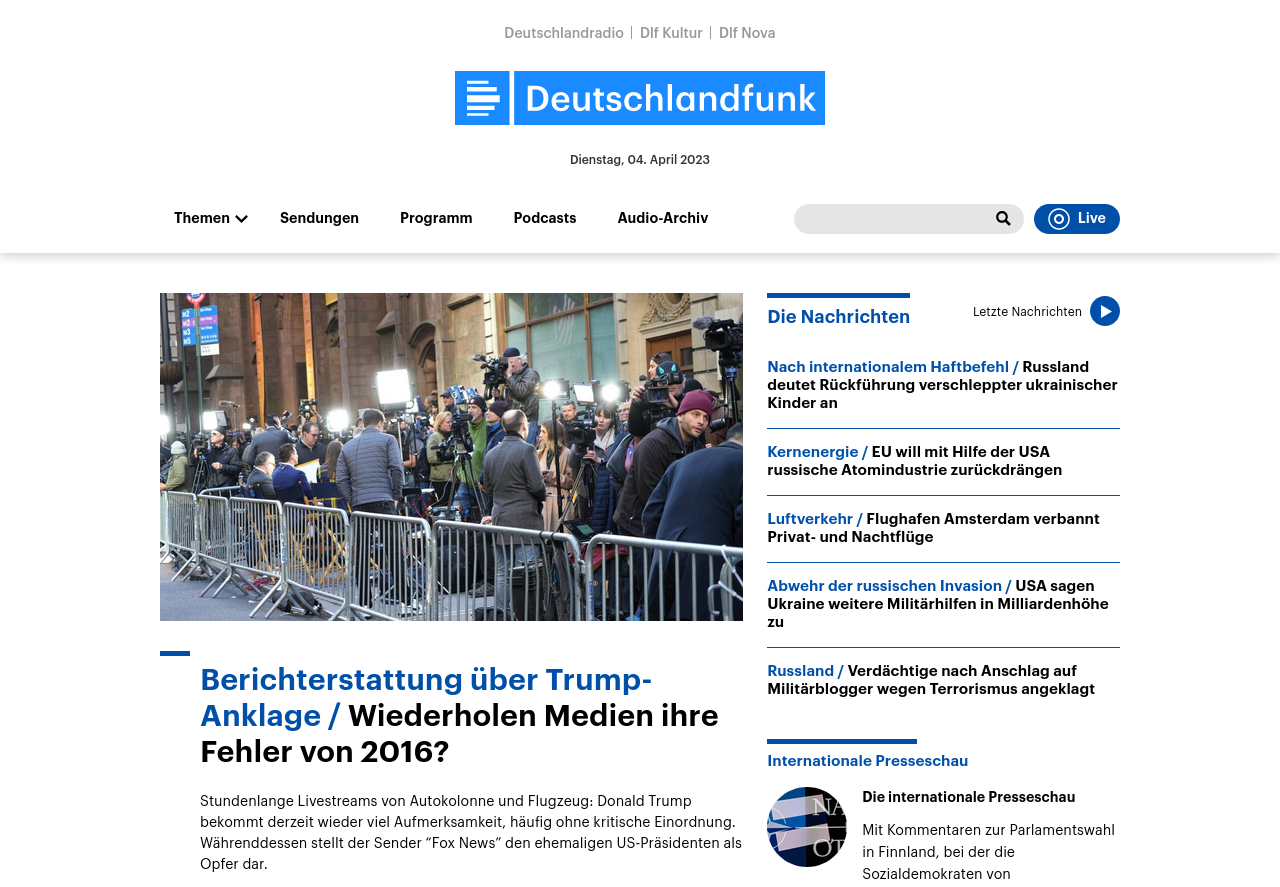 Deutschlandradio
Dlf Kultur
Dlf Nova
Deutschlandfunk
Dienstag, 04. April 2023
Themen
Sendungen
Programm
Podcasts
Audio-Archiv
Live
Berichterstattung über Trump-
Anklage / Wiederholen Medien ihre
Fehler von 2016?
Stundenlange Livestreams von Autokolonne und Flugzeug: Donald Trump
bekommt derzeit wieder viel Aufmerksamkeit, häufig ohne kritische Einordnung.
Währenddessen stellt der Sender “Fox News” den ehemaligen US-Präsidenten als
Opfer dar.
Die Nachrichten
Letzte Nachrichten
Nach internationalem Haftbefehl / Russland
deutet Rückführung verschleppter ukrainischer
Kinder an
Kernenergie / EU will mit Hilfe der USA
russische Atomindustrie zurückdrängen
Luftverkehr / Flughafen Amsterdam verbannt
Privat- und Nachtflüge
Abwehr der russischen Invasion / USA sagen
Ukraine weitere Militärhilfen in Milliardenhöhe
zu
Russland / Verdächtige nach Anschlag auf
Militärblogger wegen Terrorismus angeklagt
Internationale Presseschau
Die internationale Presseschau
Mit Kommentaren zur Parlamentswahl
in Finnland, bei der die
Sozialdemokraten von